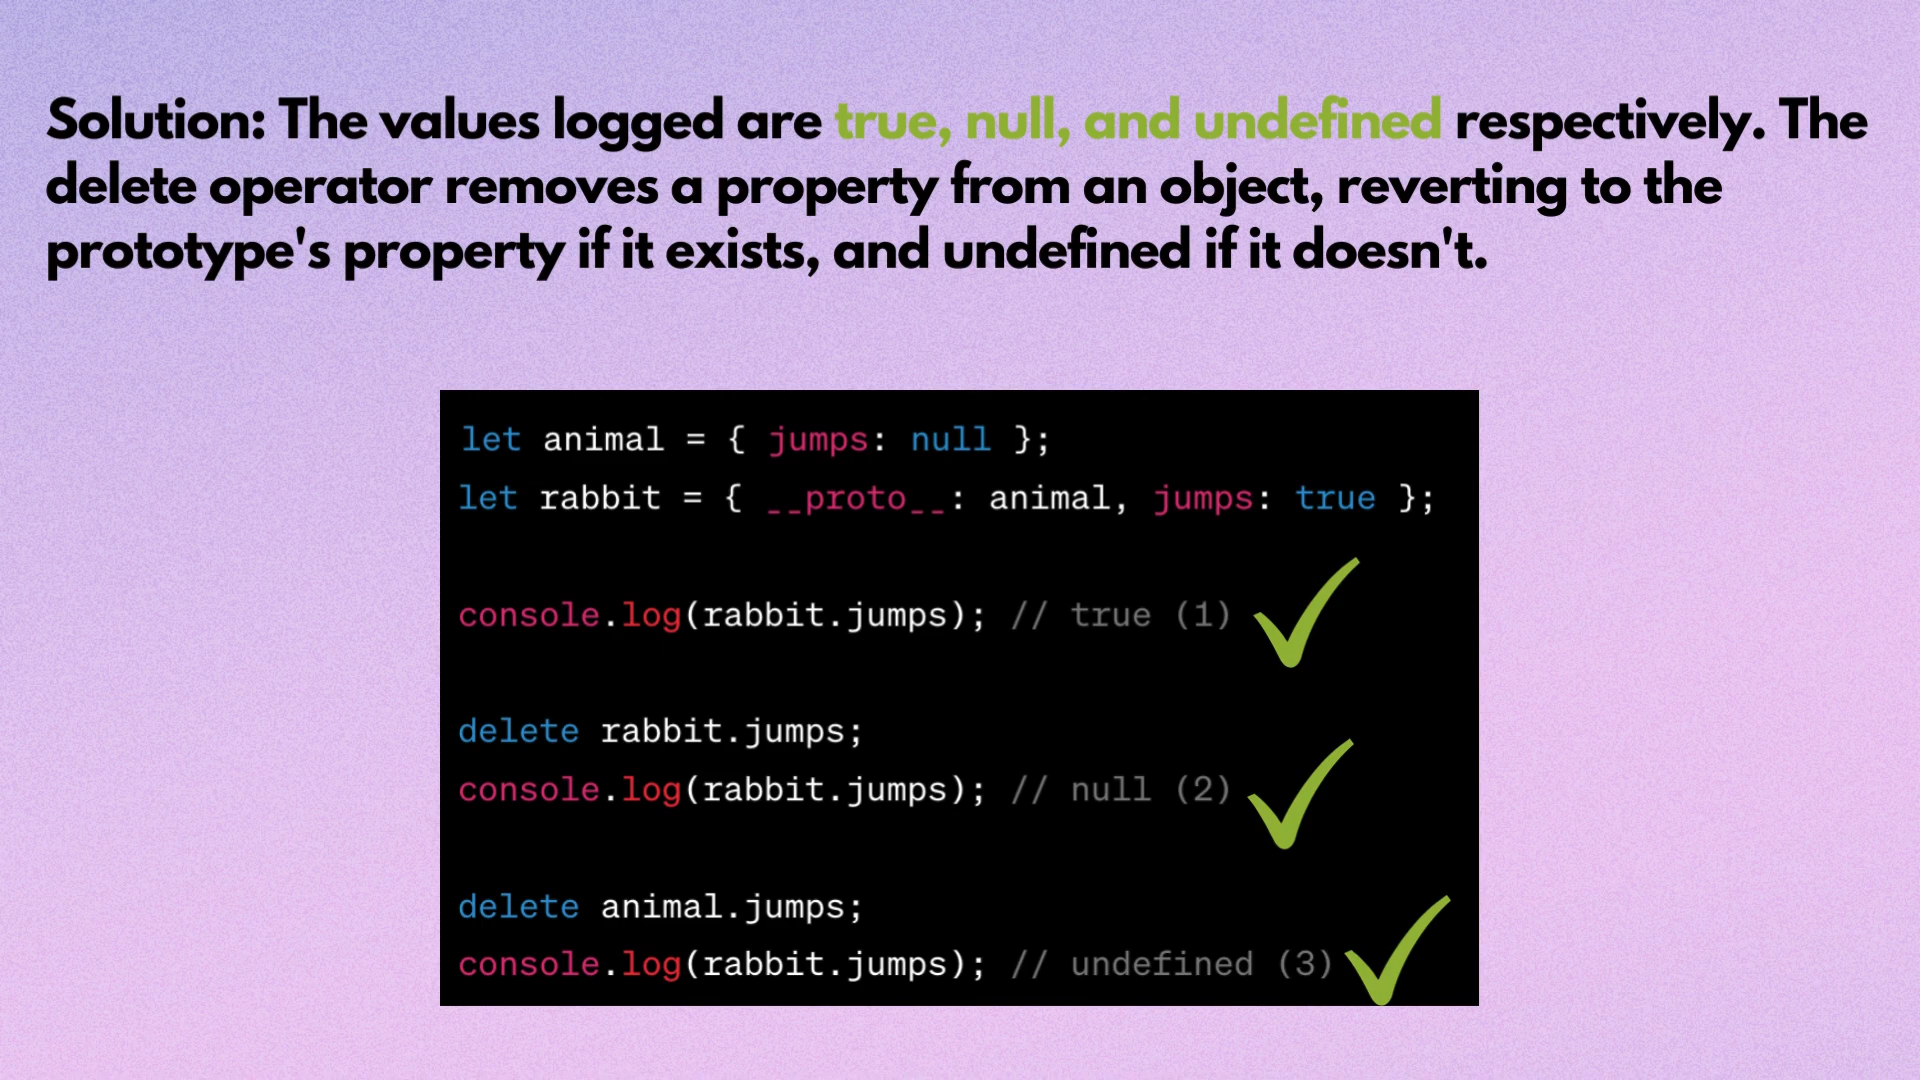 Solution: The values logged are true, null, and undefined respectively. The
delete operator removes a property from an object, reverting to the
prototype's property if it exists, and undefined if it doesn't.
let animal = { jumps: null };
let rabbit = { __proto__: animal, jumps: true };
console.log(rabbit.jumps); // true (1)
delete rabbit.jumps;
console.log(rabbit.jumps); // null (2)
delete animal.jumps;
console.log(rabbit.jumps); // undefined (3)